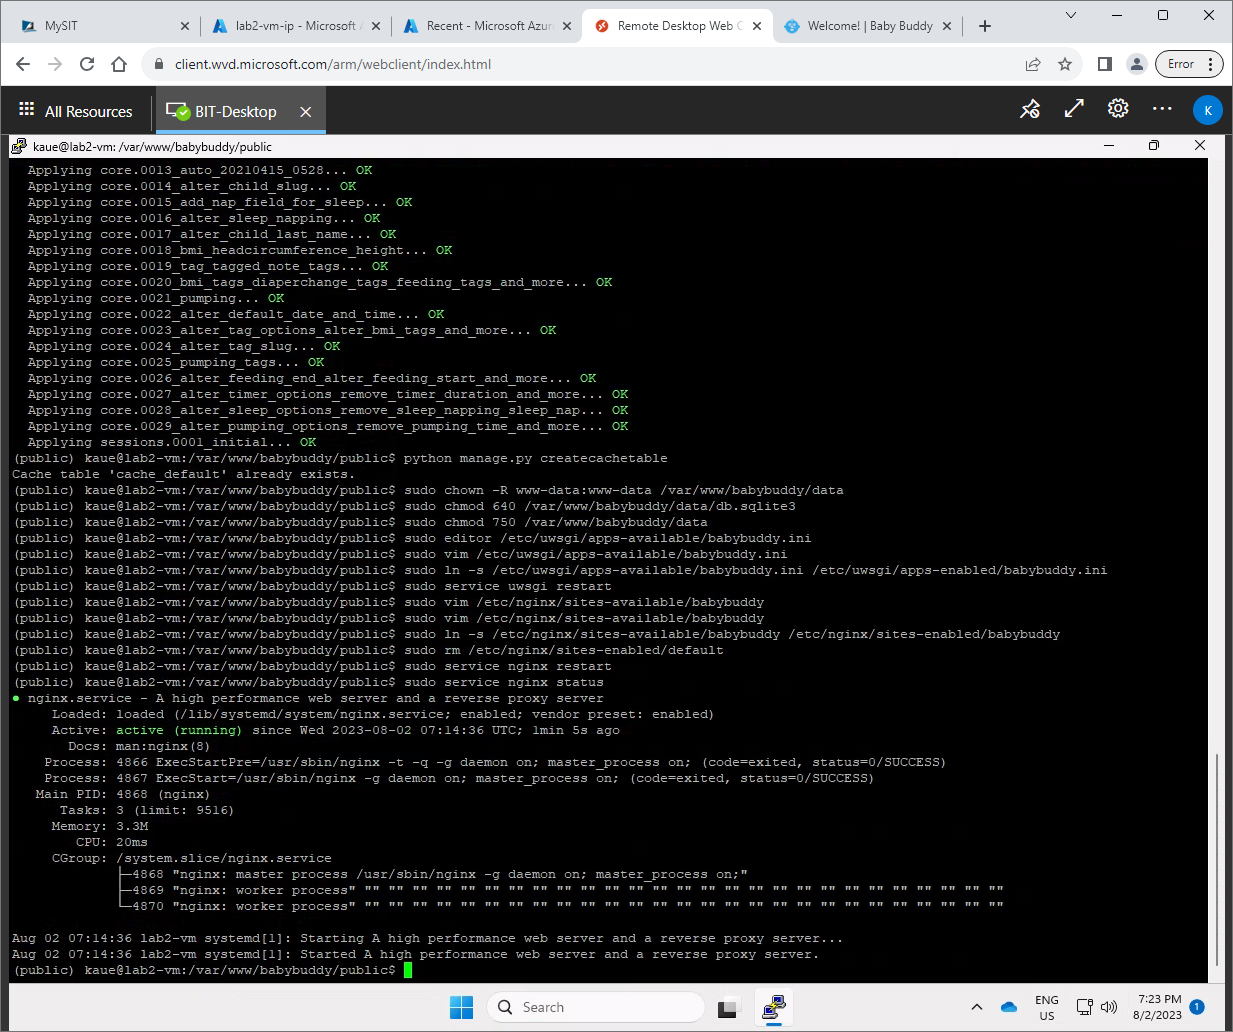 MySIT
lab2-vm-ip - Microsoft A
Recent - Microsoft Azur
Remote Desktop Web C
Welcome! | Baby Buddy
client.wvd.microsoft.com/arm/webclient/index.html
Error
All Resources
BIT-Desktop
K
kaue@lab2-vm: /var/www/babybuddy/public
Applying core.0013_auto_20210415_0528... OK
Applying core.0014_alter_child_slug... OK
Applying core.0015_add_nap_field_for_sleep... OK
Applying core.0016_alter_sleep_napping... OK
Applying core.0017_alter_child_last_name... OK
Applying core.0018_bmi_headcircumference_height... OK
Applying core.0019_tag_tagged_note_tags... OK
Applying core.0020_bmi_tags_diaperchange_tags_feeding_tags_and_more... OK
Applying core.0021_pumping... OK
Applying core.0022_alter_default_date_and_time... OK
Applying core.0023_alter_tag_options_alter_bmi_tags_and_more... OK
Applying core.0024_alter_tag_slug... OK
Applying core.0025_pumping_tags... OK
Applying core.0026_alter_feeding_end_alter_feeding_start_and_more... OK
Applying core.0027_alter_timer_options_remove_timer_duration_and_more... OK
Applying core.0028_alter_sleep_options_remove_sleep_napping_sleep_nap... OK
Applying core.0029_alter_pumping_options_remove_pumping_time_and_more... OK
Applying sessions.0001_initial... OK
(public) kaue@lab2-vm:/var/www/babybuddy/public$ python manage.py createcachetable
Cache table 'cache_default' already exists.
(public) kaue@lab2-vm:/var/www/babybuddy/public$ sudo chown -R www-data:www-data /var/www/babybuddy/data
(public) kaue@lab2-vm:/var/www/babybuddy/public$ sudo chmod 640 /var/www/babybuddy/data/db.sqlite3
(public) kaue@lab2-vm:/var/www/babybuddy/public$ sudo chmod 750 /var/www/babybuddy/data
(public) kaue@lab2-vm:/var/www/babybuddy/public$ sudo editor /etc/uwsgi/apps-available/babybuddy.ini
(public) kaue@lab2-vm:/var/www/babybuddy/public$ sudo vim /etc/uwsgi/apps-available/babybuddy.ini
(public) kaue@lab2-vm:/var/www/babybuddy/public$ sudo ln -s /etc/uwsgi/apps-available/babybuddy.ini /etc/uwsgi/apps-enabled/babybuddy.ini
(public) kaue@lab2-vm:/var/www/babybuddy/public$ sudo service uwsgi restart
(public) kaue@lab2-vm:/var/www/babybuddy/public$ sudo vim /etc/nginx/sites-available/babybuddy
(public) kaue@lab2-vm:/var/www/babybuddy/public$ sudo vim /etc/nginx/sites-available/babybuddy
(public) kaue@lab2-vm:/var/www/babybuddy/public$ sudo ln -s /etc/nginx/sites-available/babybuddy /etc/nginx/sites-enabled/babybuddy
(public) kaue@lab2-vm:/var/www/babybuddy/public$ sudo rm /etc/nginx/sites-enabled/default
(public) kaue@lab2-vm:/var/www/babybuddy/public$ sudo service nginx restart
(public) kaue@lab2-vm:/var/www/babybuddy/public$ sudo service nginx status
● nginx.service - A high performance web server and a reverse proxy server
Loaded: loaded (/lib/systemd/system/nginx.service; enabled; vendor preset: enabled)
Active: active (running) since Wed 2023-08-02 07:14:36 UTC; 1min 5s ago
Docs: man:nginx(8)
Process: 4866 ExecStartPre=/usr/sbin/nginx -t -q -g daemon on; master_process on; (code=exited, status=0/SUCCESS)
Process: 4867 ExecStart=/usr/sbin/nginx -g daemon on; master_process on; (code=exited, status=0/SUCCESS)
Main PID: 4868 (nginx)
Tasks: 3 (limit: 9516)
Memory: 3.3M
CPU: 20ms
CGroup: /system.slice/nginx.service
├─4868 "nginx: master process /usr/sbin/nginx -g daemon on; master_process on;"
├─4869 "nginx: worker process" "" "" "" "" "" "" "" "" "" "" "" "" "" "" "" "" "" "" "" "" "" "" "" "" "" "" ""
└─4870 "nginx: worker process" "" "" "" "" "" "" "" "" "" "" "" "" "" "" "" "" "" "" "" "" "" "" "" "" "" "" ""
Aug 02 07:14:36 lab2-vm systemd[1]: Starting A high performance web server and a reverse proxy server...
Aug 02 07:14:36 lab2-vm systemd[1]: Started A high performance web server and a reverse proxy server.
(public) kaue@lab2-vm:/var/www/babybuddy/public$
Search
ENG
US
7:23 PM
8/2/2023
1